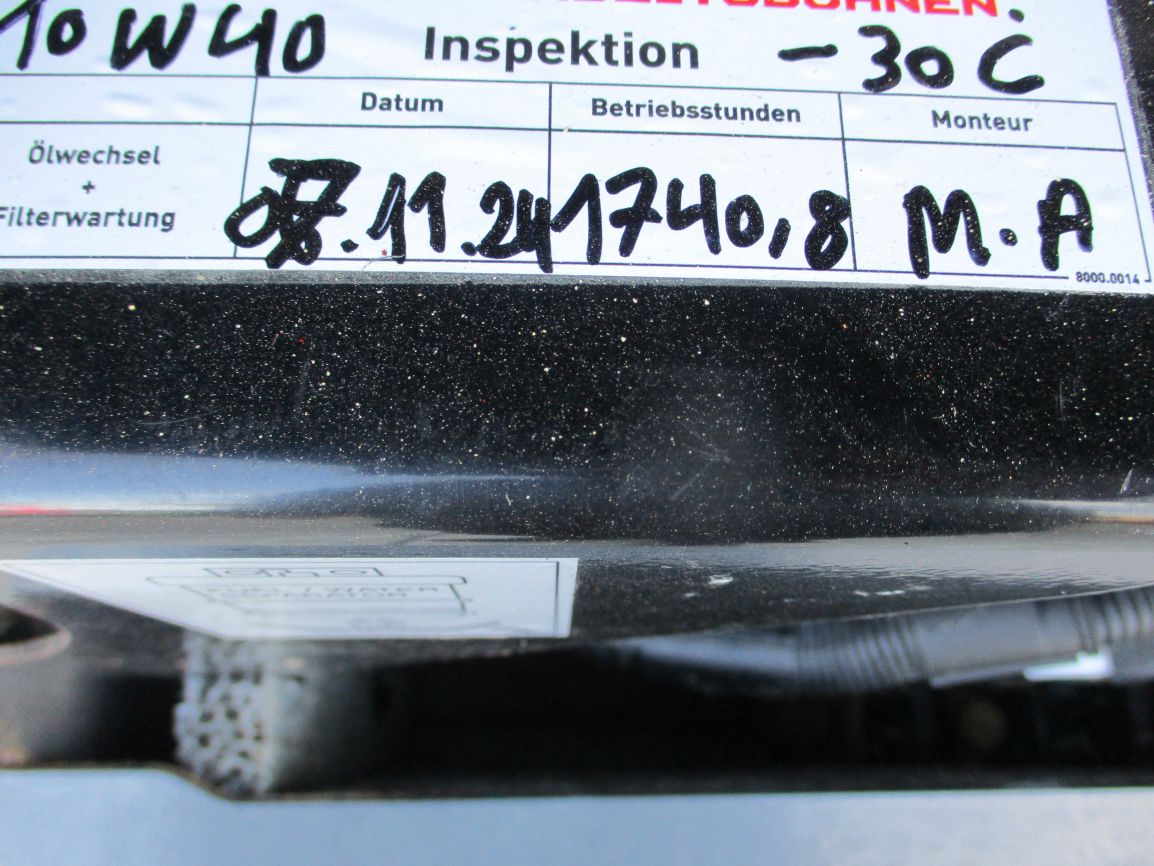 10W40 Inspektion -30C
Datum Betriebsstunden Monteur
Ölwechsel
+
Filterwartung
.11.24 1740,8 M.A
8000.0014